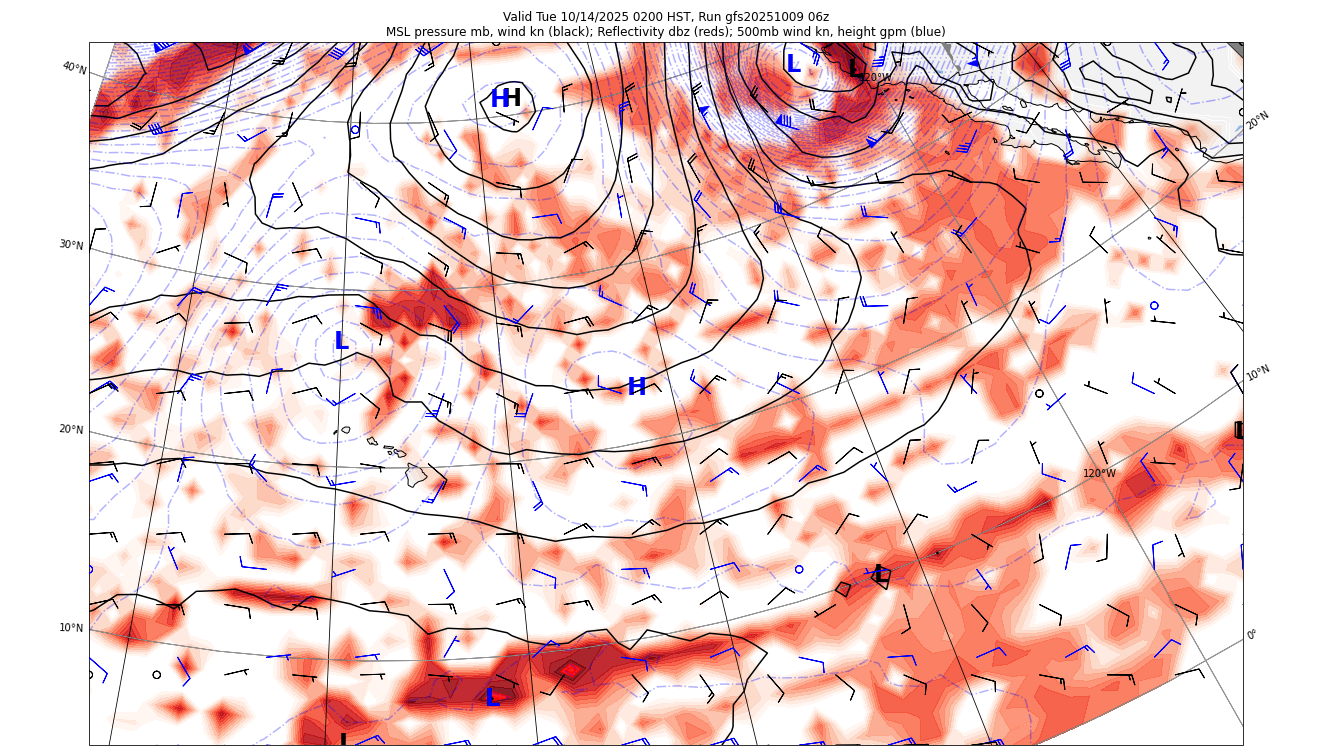 Valid Tue 10/14/2025 0200 HST, Run gfs20251009 06z
MSL pressure mb, wind kn (black); Reflectivity dbz (reds); 500mb wind kn, height gpm (blue)
40°N
L
L
120°W
H
H
20°N
30°N
L
H
10°N
20°N
L
120°W
L
10°N
0°
L
L